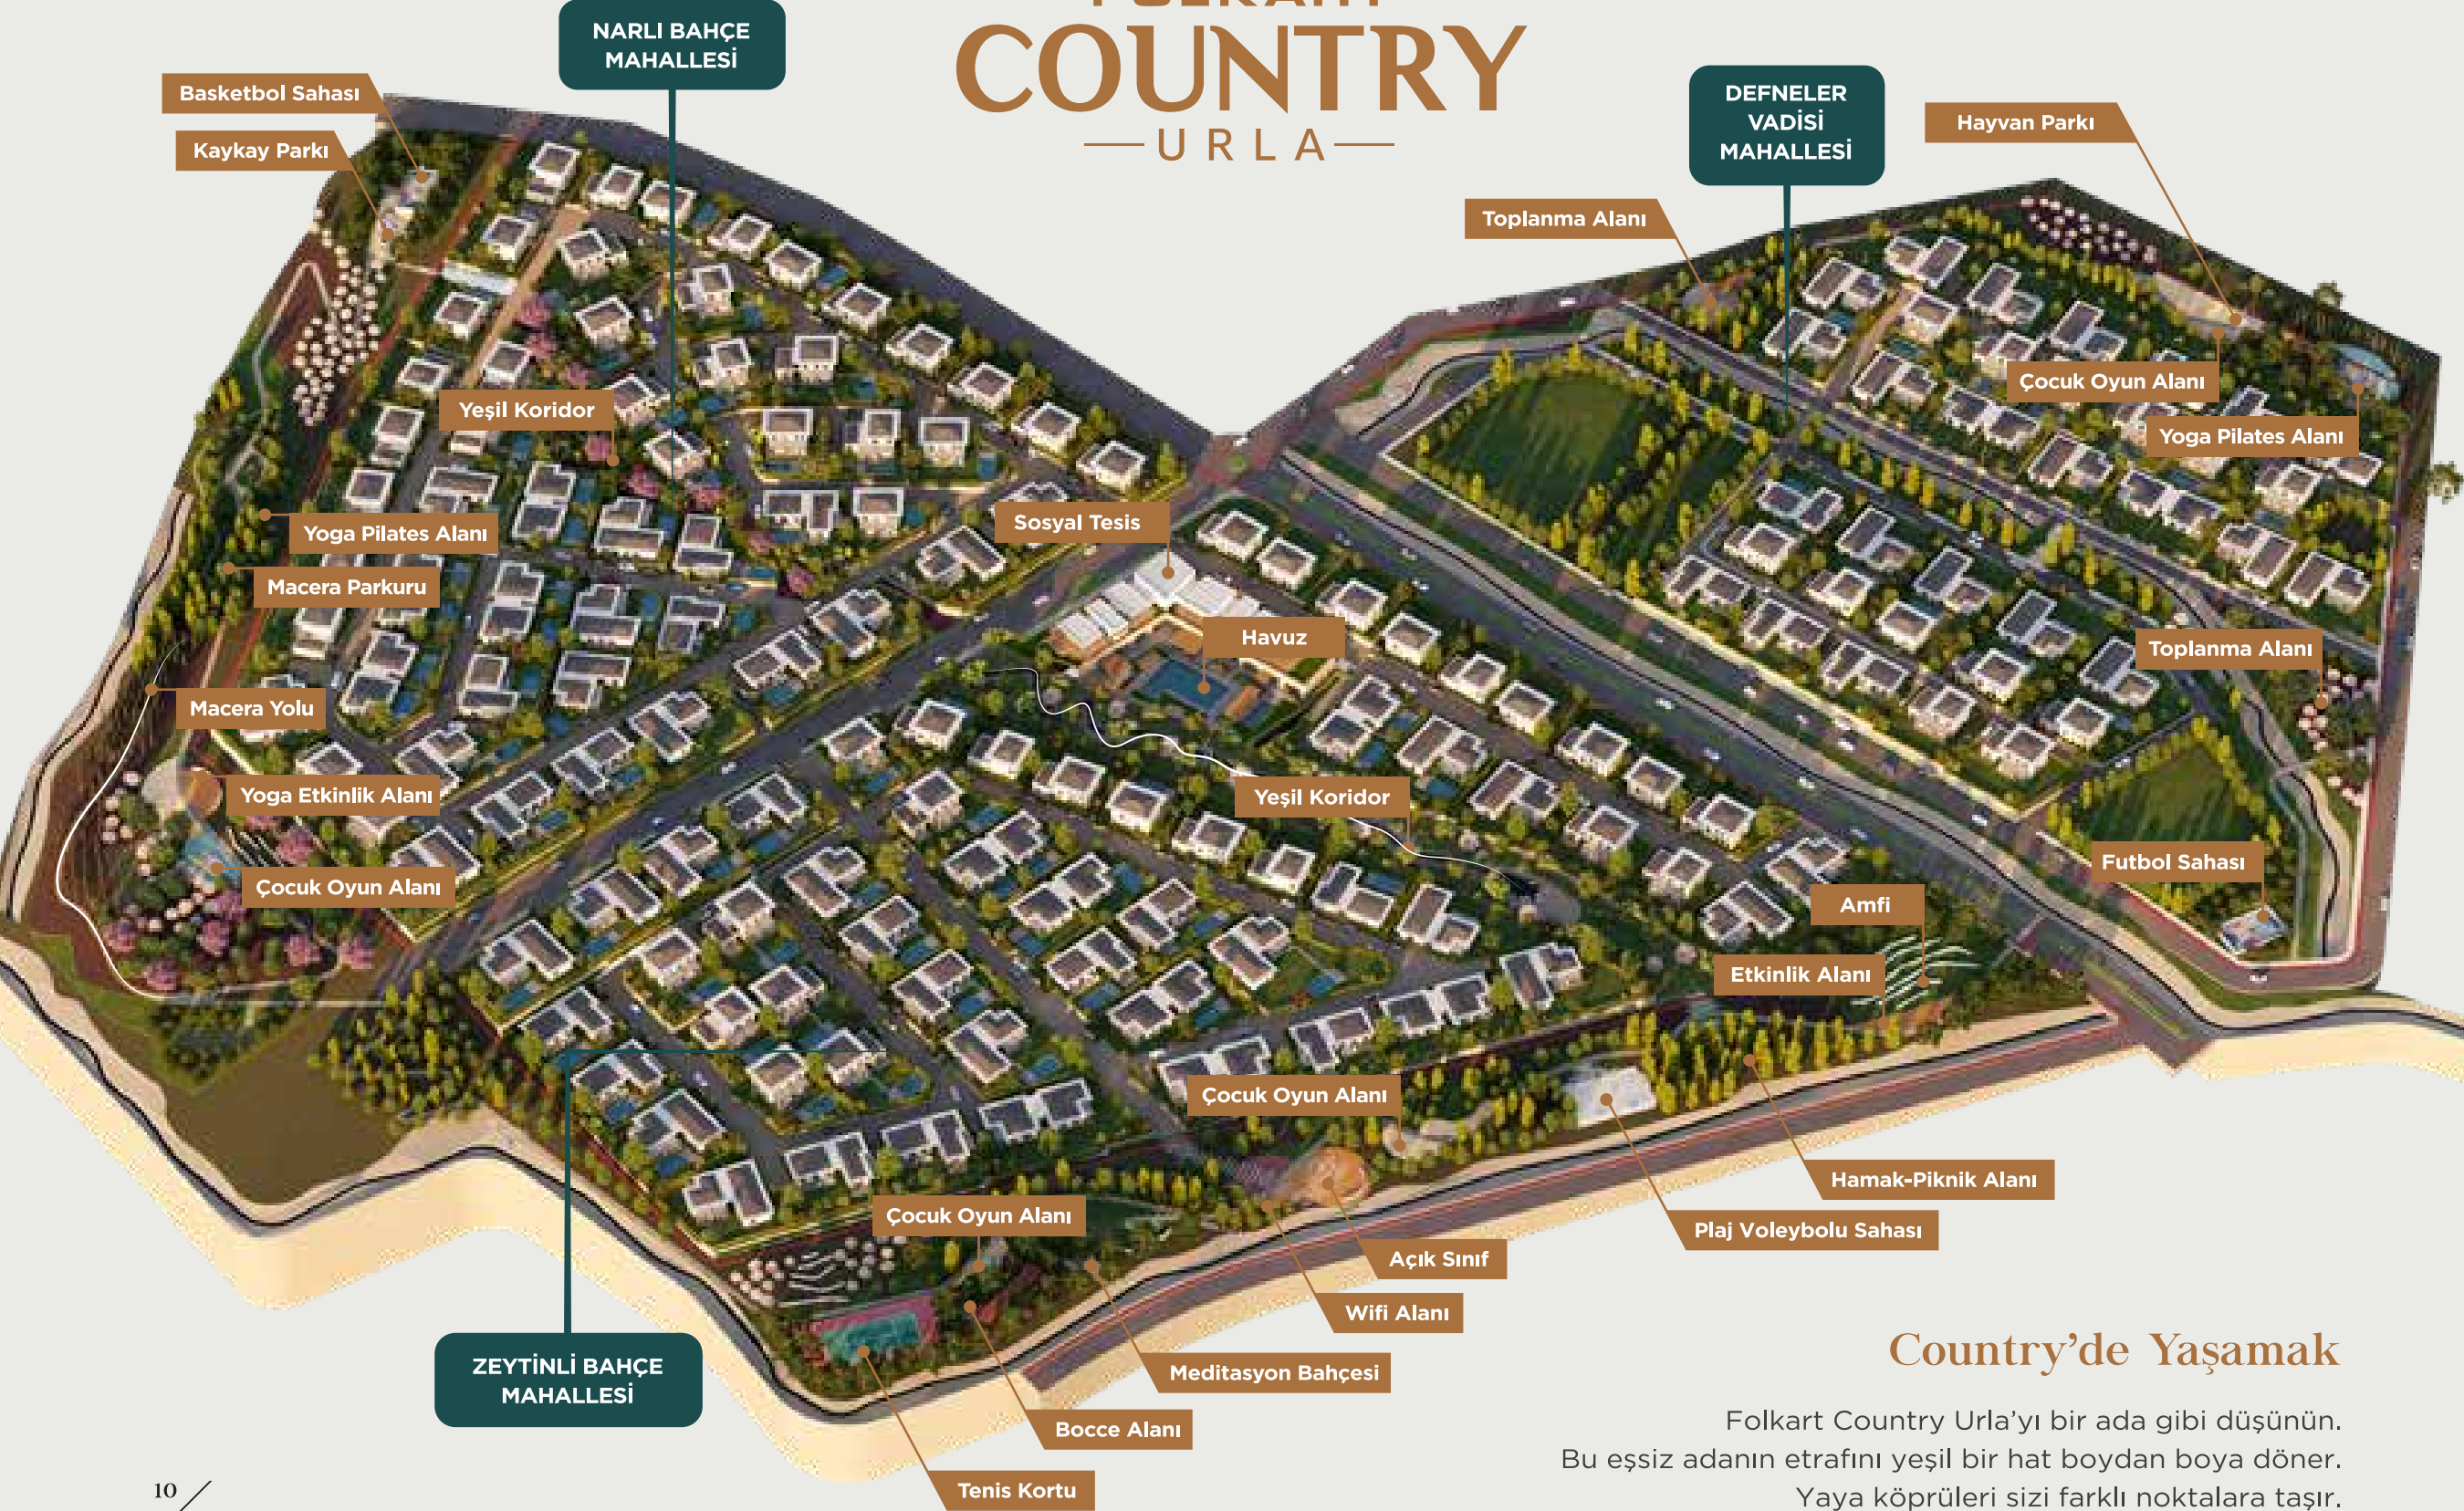 COUNTRY
URLA
NARLI BAHÇE
MAHALLESİ
Basketbol Sahası
Kaykay Parkı
DEFNELER
VADİSİ
MAHALLESİ
Hayvan Parkı
Toplanma Alanı
Çocuk Oyun Alanı
Yoga Pilates Alanı
Yeşil Koridor
Sosyal Tesis
Yoga Pilates Alanı
Macera Parkuru
Havuz
Toplanma Alanı
Macera Yolu
Yoga Etkinlik Alanı
Yeşil Koridor
Çocuk Oyun Alanı
Futbol Sahası
Amfi
Etkinlik Alanı
Çocuk Oyun Alanı
Hamak-Piknik Alanı
Plaj Voleybolu Sahası
Çocuk Oyun Alanı
Açık Sınıf
Wifi Alanı
Meditasyon Bahçesi
Bocce Alanı
Tenis Kortu
ZEYTİNLİ BAHÇE
MAHALLESİ
Country’de Yaşamak
Folkart Country Urla’yı bir ada gibi düşünün.
Bu eşsiz adanın etrafını yeşil bir hat boydan boya döner.
Yaya köprüleri sizi farklı noktalara taşır.
10